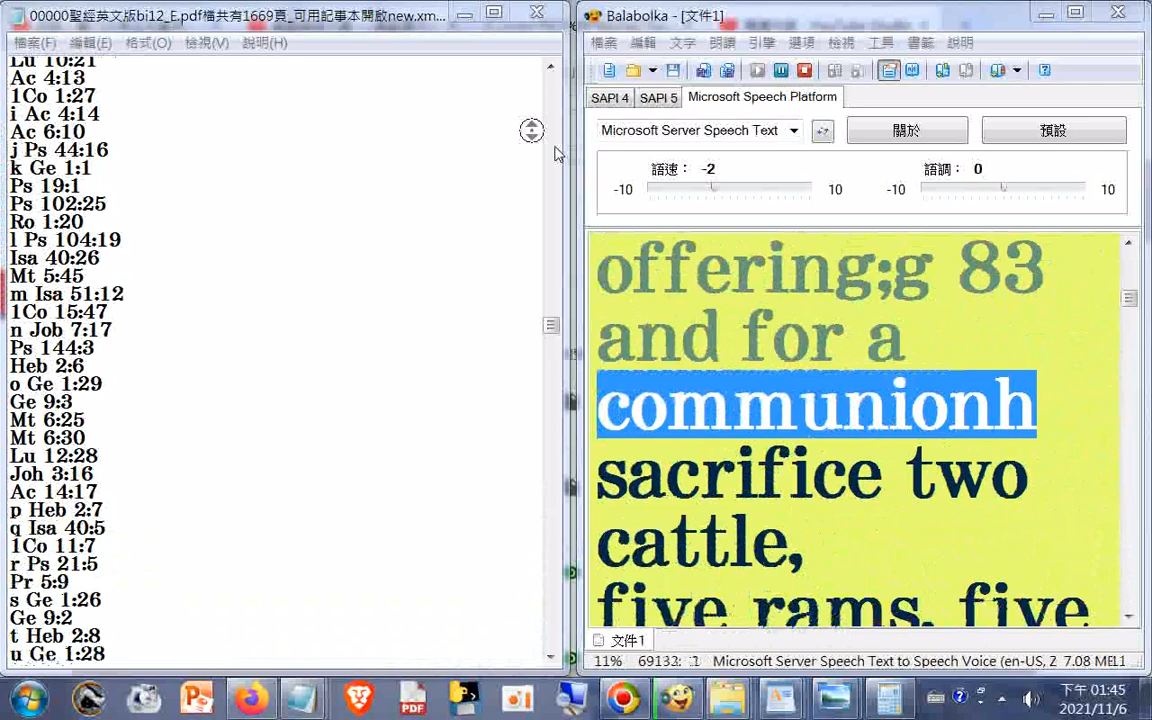 00000聖經英文版bi12_E.pdf檔共有1669頁_可用記事本開啟new.xm...
檔案(F) 編輯(E) 格式(O) 檢視(V) 說明(H)
Lu 10:21
Ac 4:13
1Co 1:27
i Ac 4:14
Ac 6:10
j Ps 44:16
k Ge 1:1
Ps 19:1
Ps 102:25
Ro 1:20
l Ps 104:19
Isa 40:26
Mt 5:45
m Isa 51:12
1Co 15:47
n Job 7:17
Ps 144:3
Heb 2:6
o Ge 1:29
Ge 9:3
Mt 6:25
Mt 6:30
Lu 12:28
Joh 3:16
Ac 14:17
p Heb 2:7
q Isa 40:5
1Co 11:7
r Ps 21:5
Pr 5:9
s Ge 1:26
Ge 9:2
t Heb 2:8
u Ge 1:28
Balabolka - [文件1]
檔案 編輯 文字 朗讀 引擎 選項 檢視 工具 書籤 說明
SAPI 4 SAPI 5 Microsoft Speech Platform
Microsoft Server Speech Text 關於 預設
語速： -2 語調： 0
-10 10 -10 10
offering;g 83
and for a
communionh
sacrifice two
cattle,
five rams, five
文件1
11% 69132: Microsoft Server Speech Text to Speech Voice (en-US, Z 7.08 ME11
PDF
下午 01:45
2021/11/6